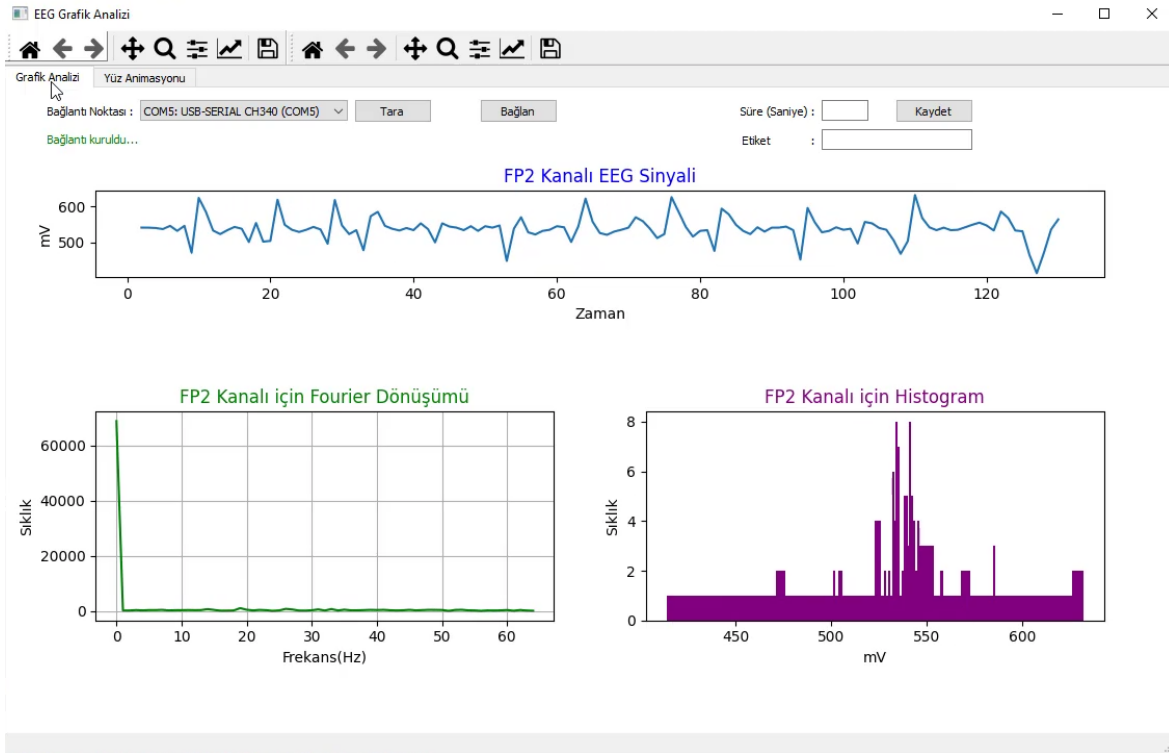 EEG Grafik Analizi
Grafik Analizi
Yüz Animasyonu
Bağlantı Noktası :
COM5: USB-SERIAL CH340 (COM5)
Tara
Bağlan
Süre (Saniye) :
Kaydet
Bağlantı kuruldu...
Etiket :
FP2 Kanalı EEG Sinyali
600
500
mV
0 20 40 60 80 100 120
Zaman
FP2 Kanalı için Fourier Dönüşümü
60000
40000
20000
0
Sıklık
0 10 20 30 40 50 60
Frekans(Hz)
FP2 Kanalı için Histogram
8
6
4
2
0
Sıklık
450 500 550 600
mV